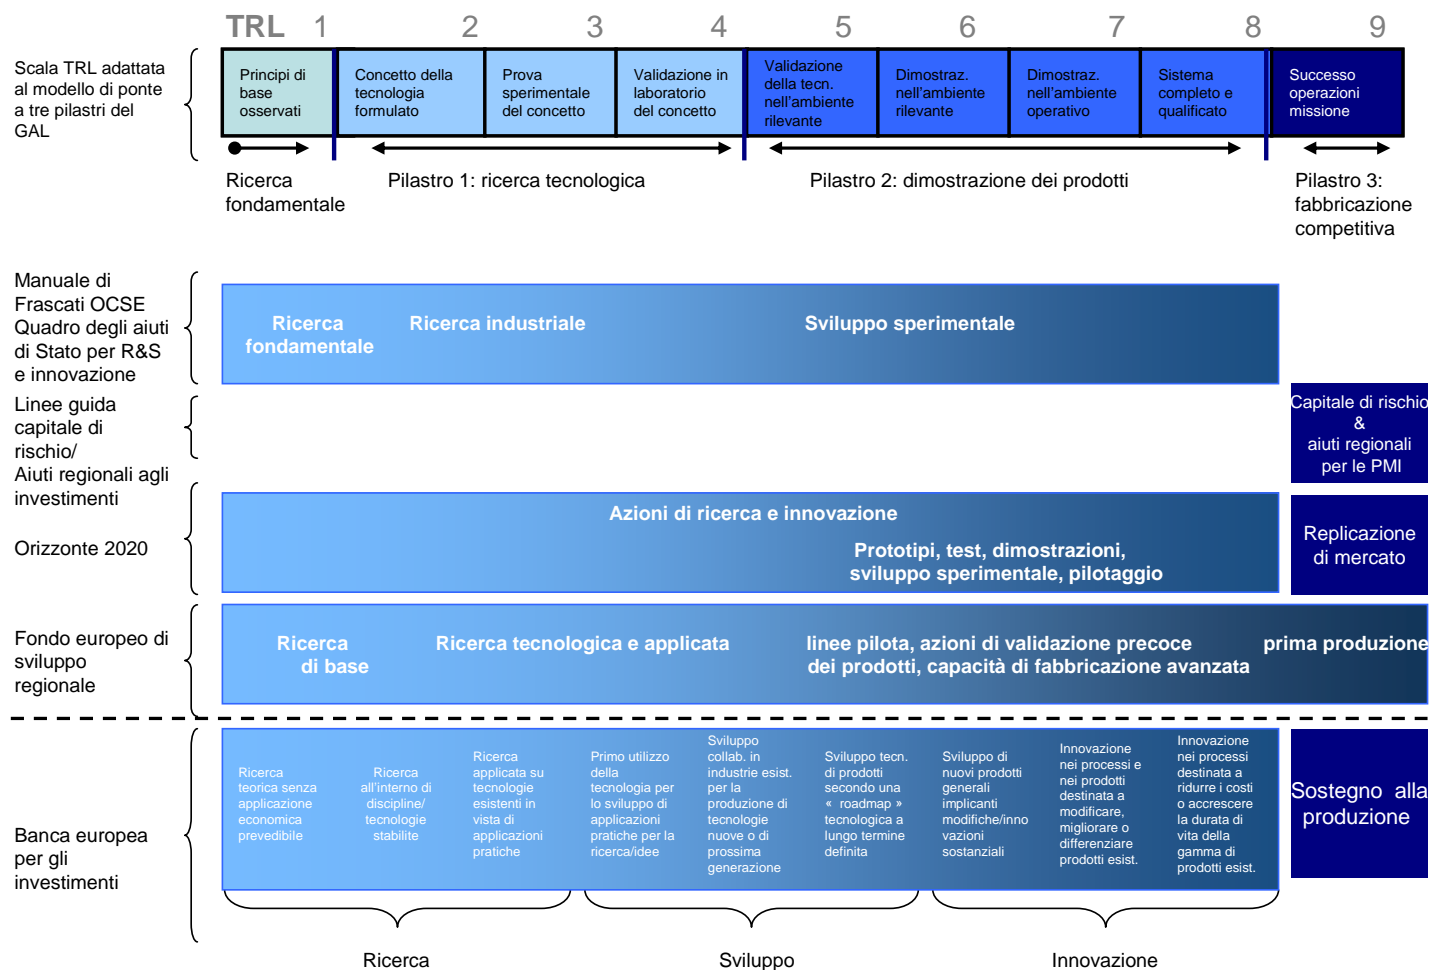 TRL 1 2 3 4 5 6 7 8 9
Scala TRL adattata
al modello di ponte
a tre pilastri del
GAL
Principi di
base
osservati
Concetto della
tecnologia
formulato
Prova
sperimentale
del concetto
Validazione in
laboratorio
del concetto
Validazione
della tecn.
nell'ambiente
rilevante
Dimostraz.
nell'ambiente
rilevante
Dimostraz.
nell'ambiente
operativo
Sistema
completo e
qualificato
Successo
operazioni
missione
Ricerca
fondamentale
Pilastro 1: ricerca tecnologica
Pilastro 2: dimostrazione dei prodotti
Pilastro 3:
fabbricazione
competitiva
Manuale di
Frascati OCSE
Quadro degli aiuti
di Stato per R&S
e innovazione
Ricerca
fondamentale
Ricerca industriale
Sviluppo sperimentale
Linee guida
capitale di
rischio/
Aiuti regionali agli
investimenti
Capitale di rischio
&
aiuti regionali
per le PMI
Orizzonte 2020
Azioni di ricerca e innovazione
Prototipi, test, dimostrazioni,
sviluppo sperimentale, pilotaggio
Replicazione
di mercato
Fondo europeo di
sviluppo
regionale
Ricerca
di base
Ricerca tecnologica e applicata
linee pilota, azioni di validazione precoce
dei prodotti, capacità di fabbricazione avanzata
prima produzione
Banca europea
per gli
investimenti
Ricerca
teorica senza
applicazione
economica
prevedibile
Ricerca
all'interno di
discipline/
tecnologie
stabilite
Ricerca
applicata su
tecnologie
esistenti in
vista di
applicazioni
pratiche
Primo utilizzo
della
tecnologia per
lo sviluppo di
applicazioni
pratiche per la
ricerca/idee
Sviluppo
collab. in
industrie esist.
per la
produzione di
tecnologie
nuove o di
prossima
generazione
Sviluppo tecn.
di prodotti
secondo una
« roadmap »
tecnologica a
lungo termine
definita
Sviluppo di
nuovi prodotti
generali
implicanti
modifiche/inno
vazioni
sostanziali
Innovazione
nei processi e
nei prodotti
destinata a
modificare,
migliorare o
differenziare
prodotti esist.
Innovazione
nei processi
destinata a
ridurre i costi
o accrescere
la durata di
vita della
gamma di
prodotti esist.
Sostegno alla
produzione
Ricerca
Sviluppo
Innovazione